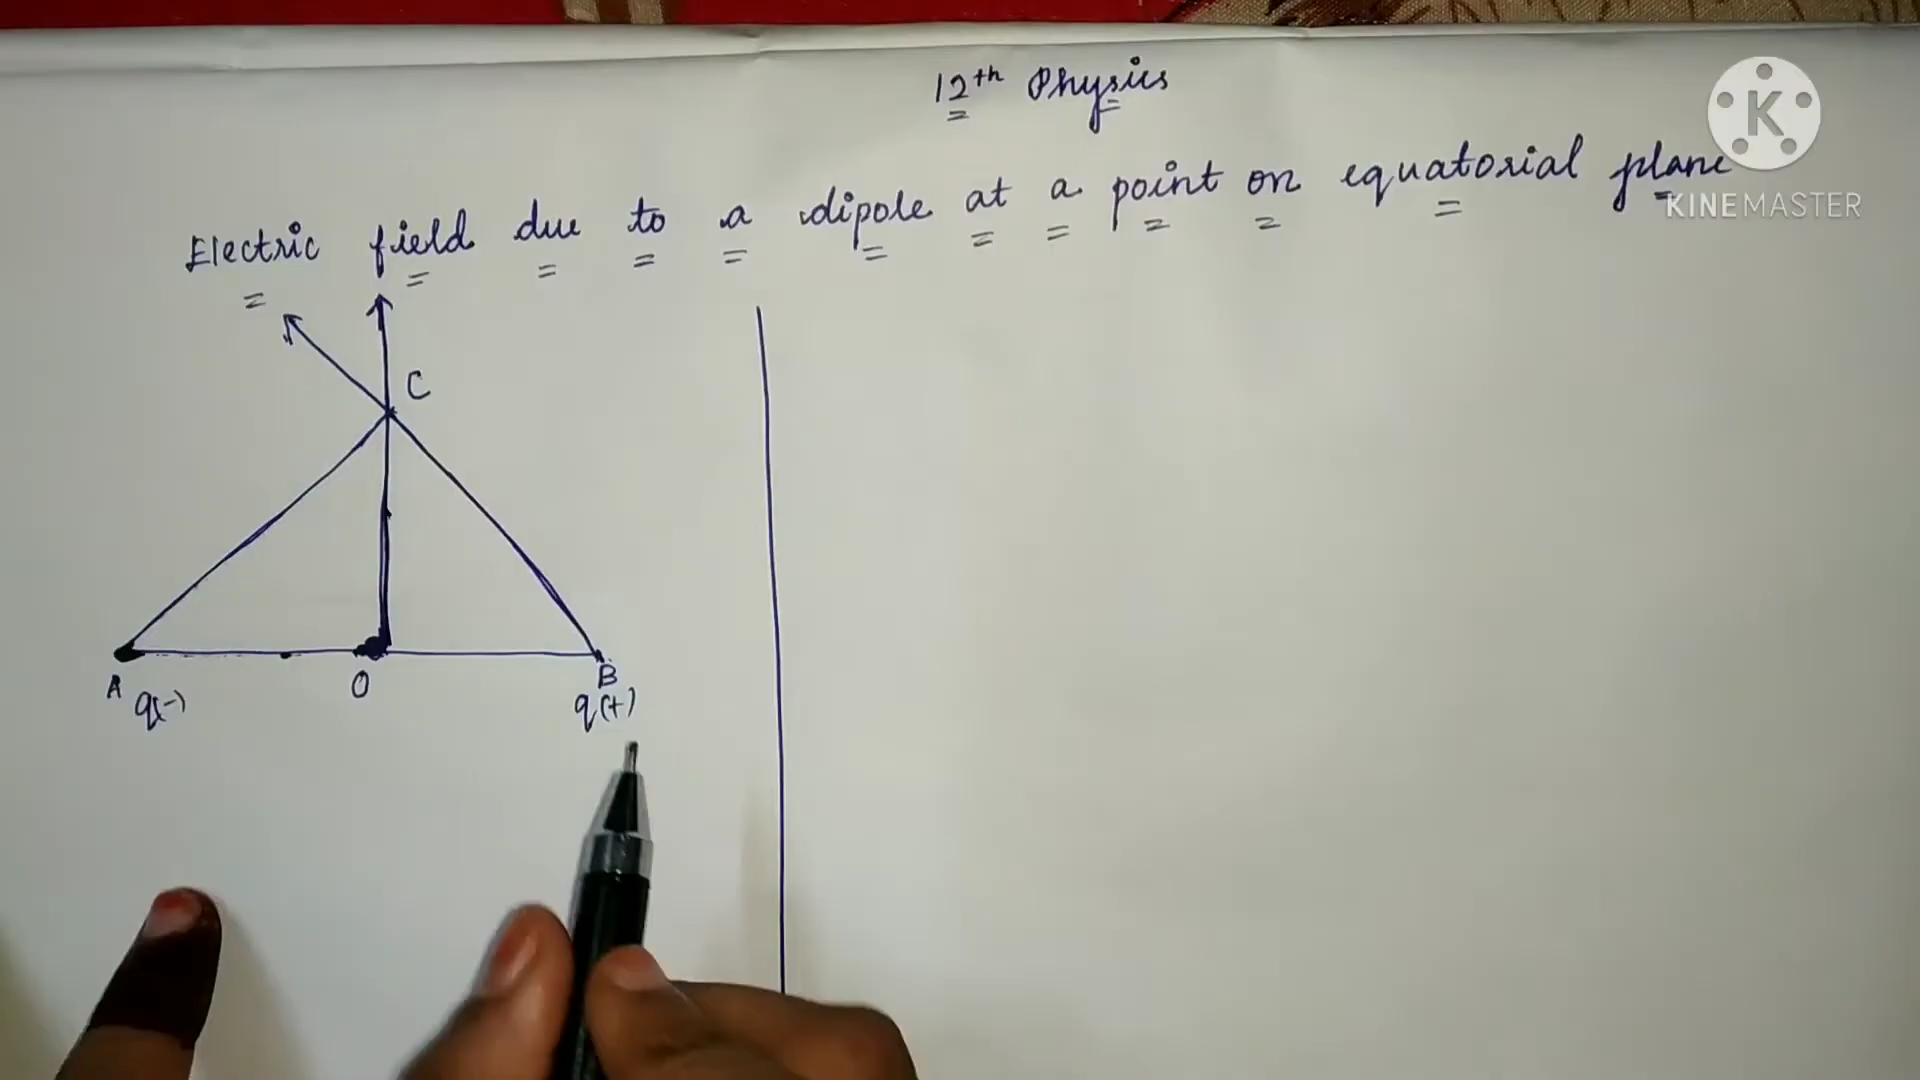 12th Physics
Electric field due to a dipole at a point on equatorial plane
K
KINEMASTER
C
A
O
B
q(-)
q(+)